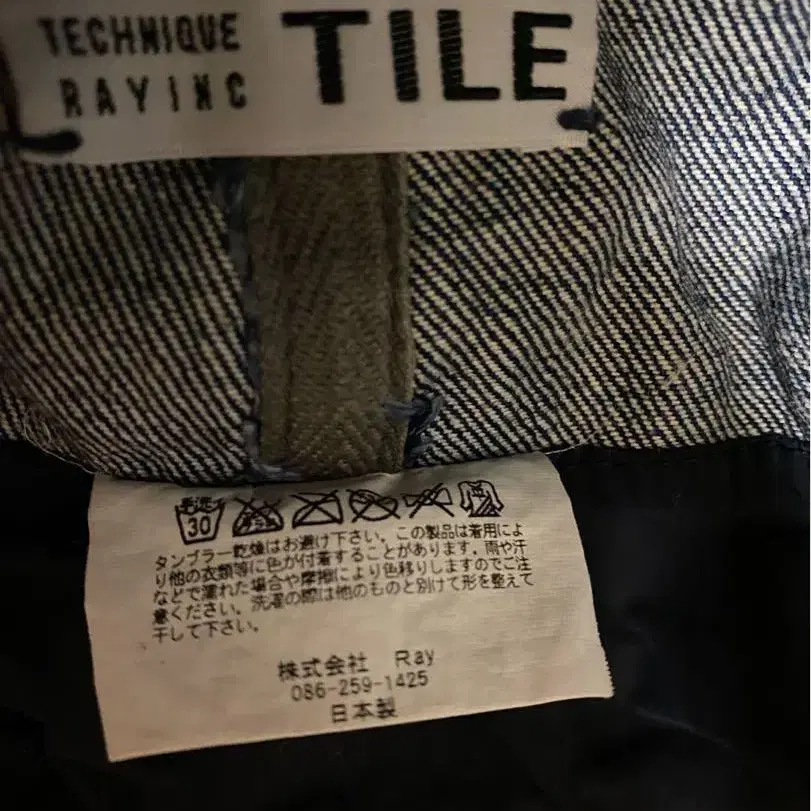 TECHNIQUE
RAYINC
TILE
手洗イ
30
タンブラー乾燥はお避け下さい。この製品は着用によ
り他の衣類等に色が付着することがあります。雨や汗
などで濡れた場合や摩擦により色移りしますのでご注
意ください。洗濯の際は他のものと別けて形を整えて
干して下さい。
株式会社 Ray
086-259-1425
日本製